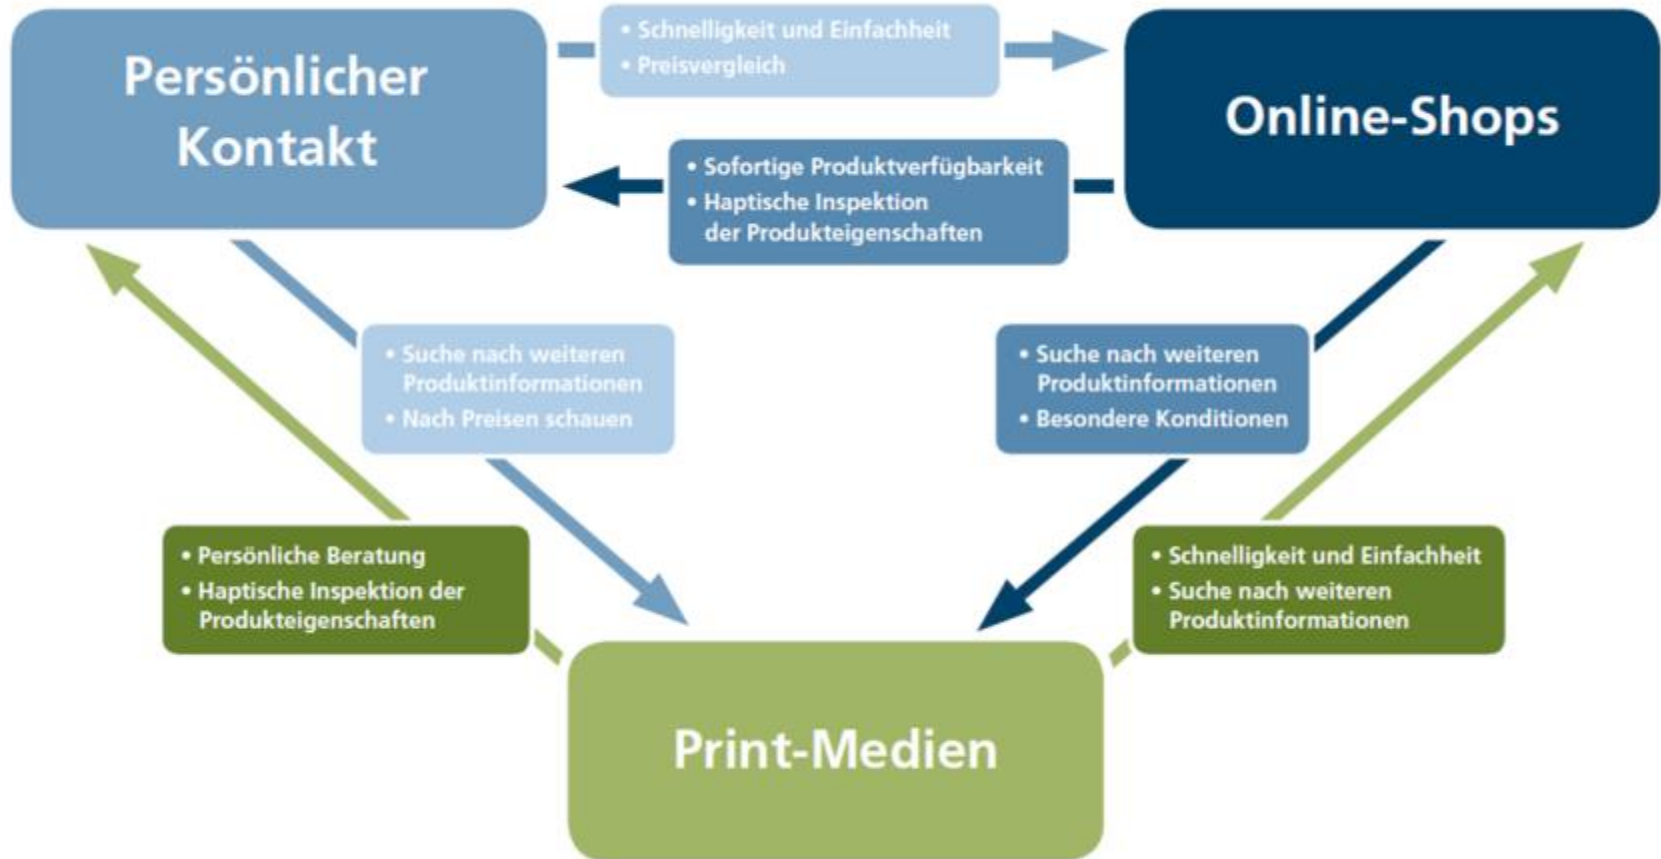 Persönlicher
Kontakt
• Schnelligkeit und Einfachheit
• Preisvergleich
Online-Shops
• Sofortige Produktverfügbarkeit
• Haptische Inspektion
der Produkteigenschaften
• Suche nach weiteren
Produktinformationen
• Nach Preisen schauen
• Suche nach weiteren
Produktinformationen
• Besondere Konditionen
• Persönliche Beratung
• Haptische Inspektion der
Produkteigenschaften
• Schnelligkeit und Einfachheit
• Suche nach weiteren
Produktinformationen
Print-Medien